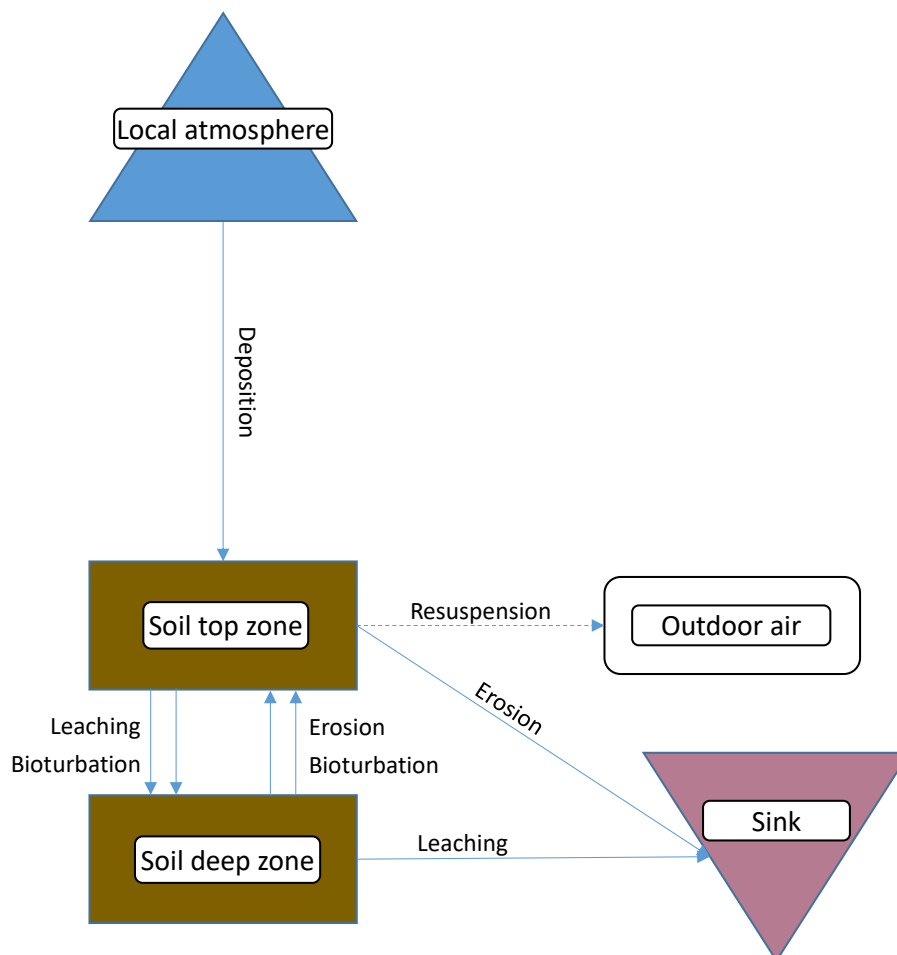 Local atmosphere
Deposition
Soil top zone
Resuspension
Outdoor air
Erosion
Leaching
Bioturbation
Erosion
Bioturbation
Sink
Soil deep zone
Leaching